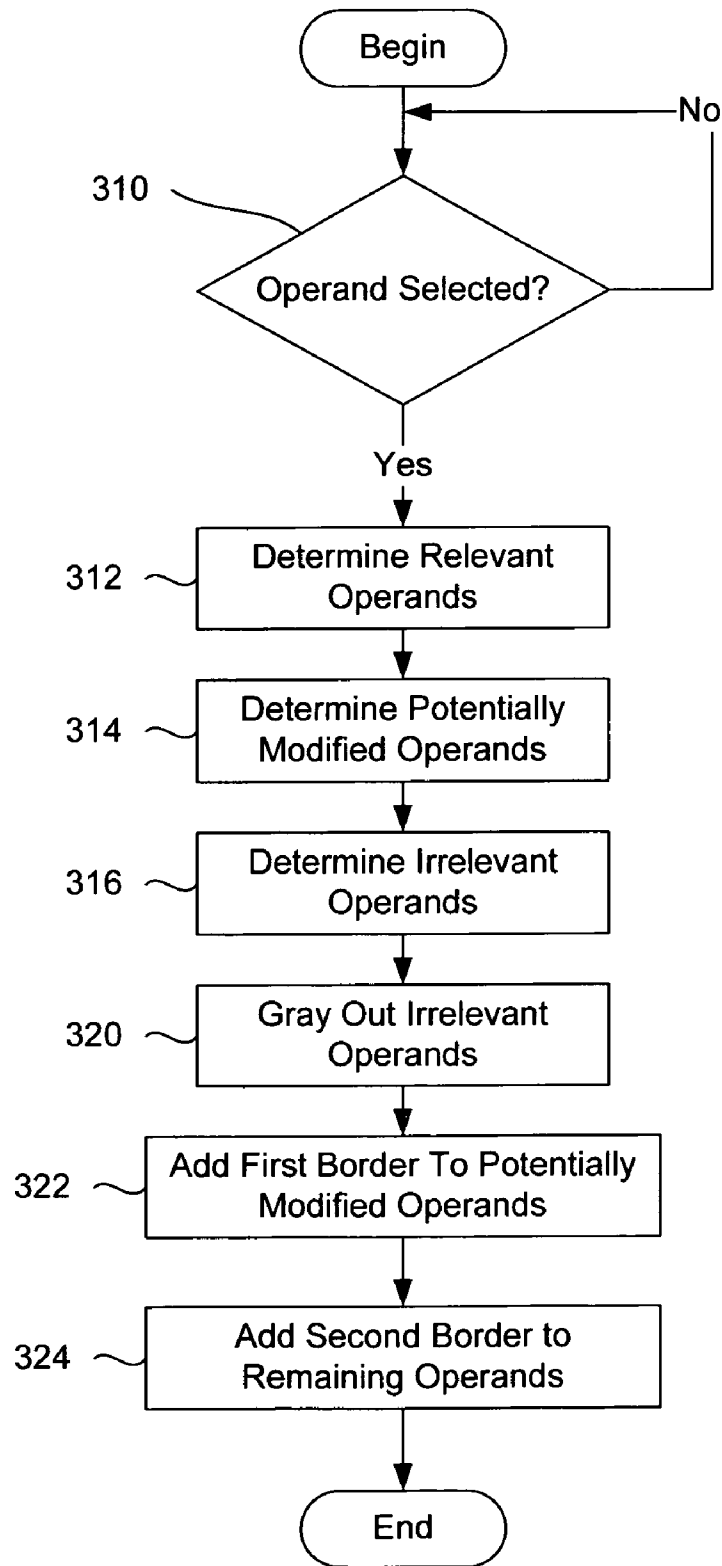 Begin
No
310
Operand Selected?
Yes
312
Determine Relevant
Operands
314
Determine Potentially
Modified Operands
316
Determine Irrelevant
Operands
320
Gray Out Irrelevant
Operands
322
Add First Border To Potentially
Modified Operands
324
Add Second Border to
Remaining Operands
End